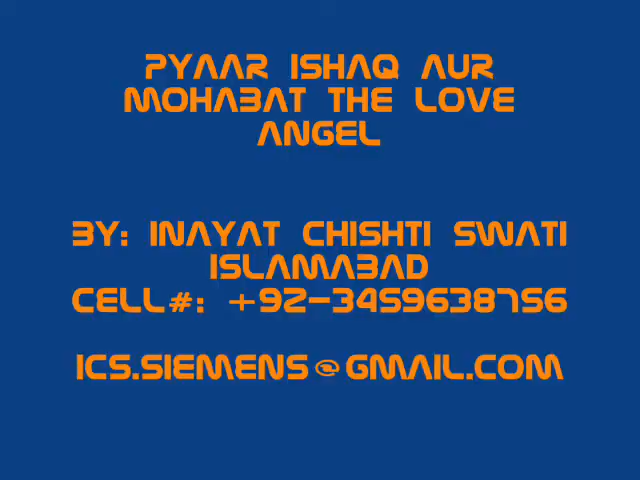 PYAAR ISHAQ AUR
MOHABAT THE LOVE
ANGEL
BY: INAYAT CHISHTI SWATI
ISLAMABAD
CELL#: +92-3459638756
ICS.SIEMENS@GMAIL.COM